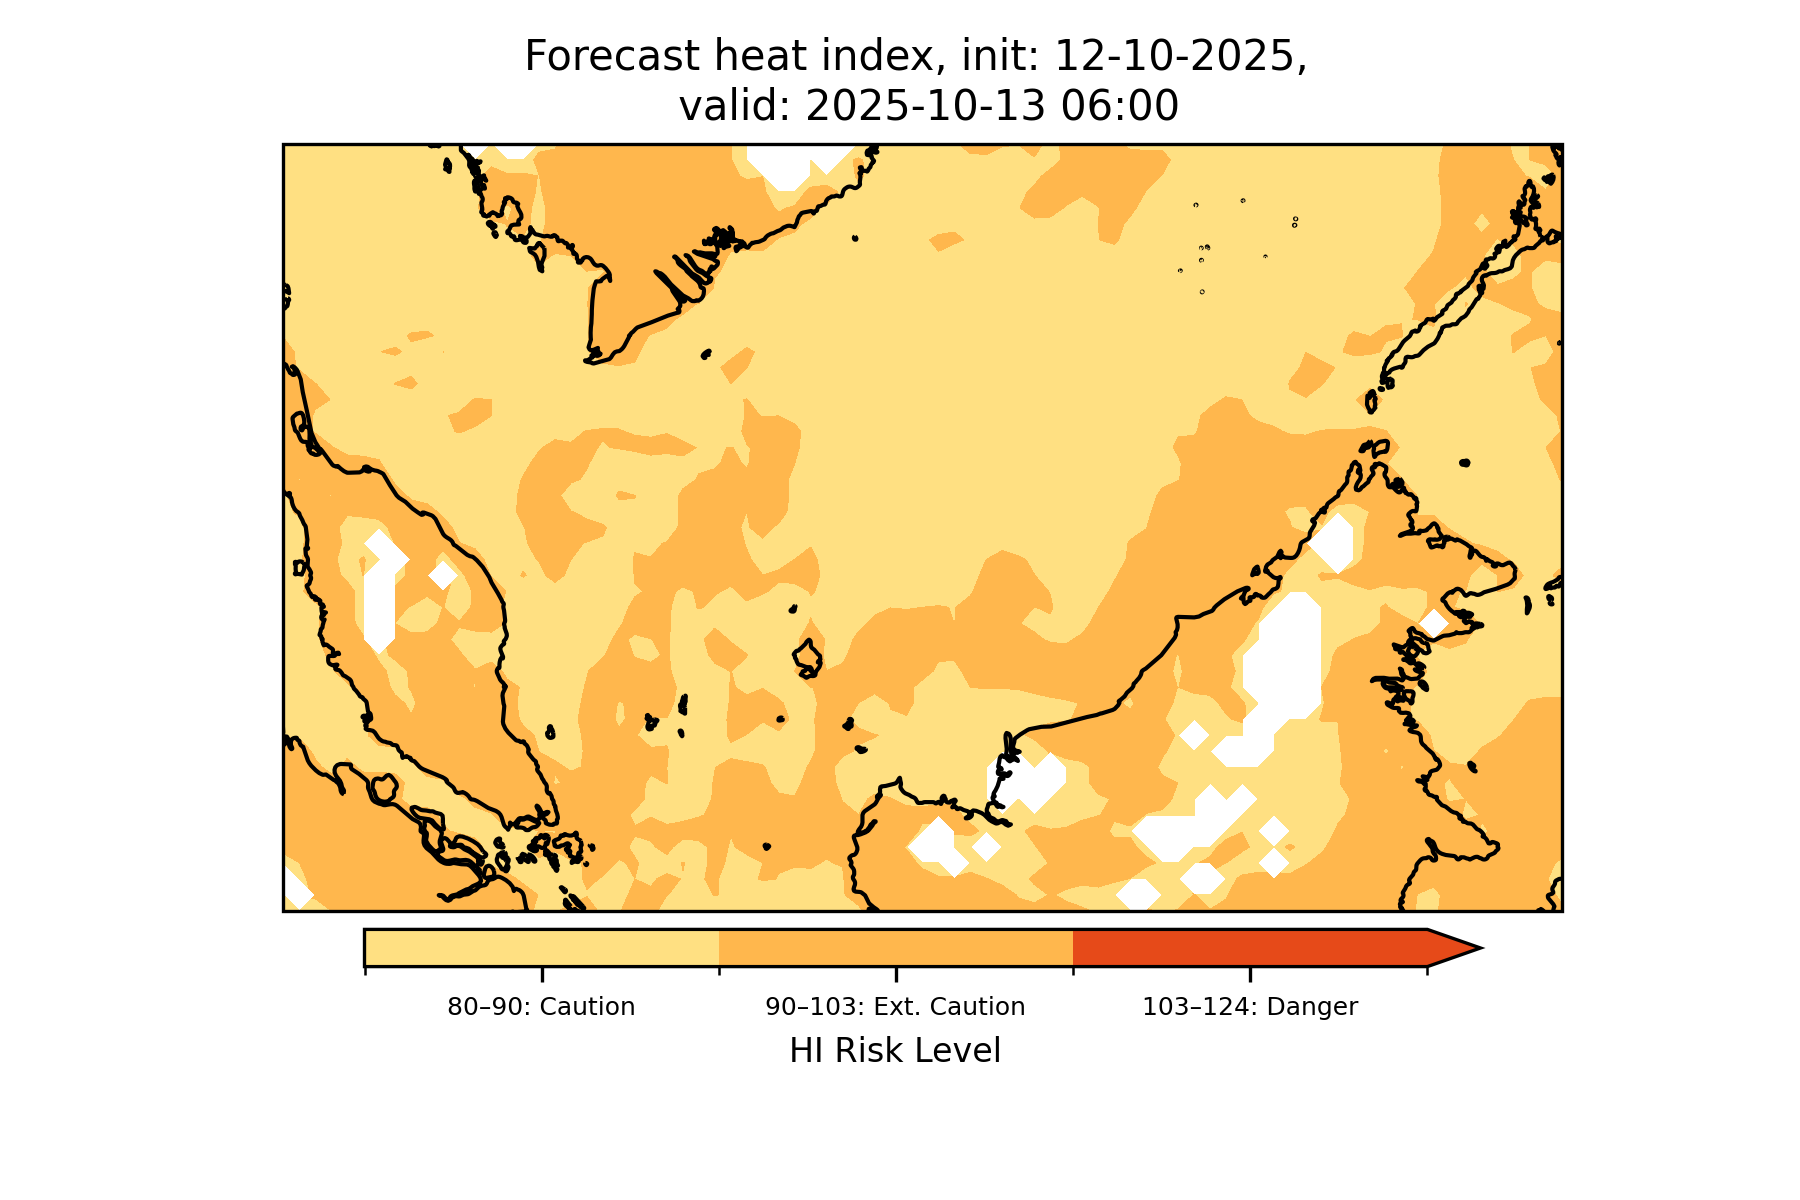 Forecast heat index, init: 12-10-2025,
valid: 2025-10-13 06:00
80–90: Caution
90–103: Ext. Caution
103–124: Danger
HI Risk Level